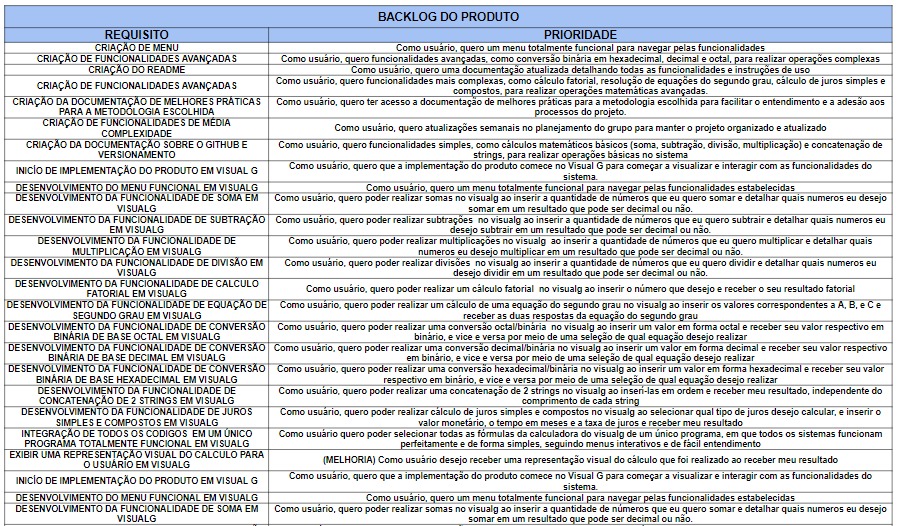 BACKLOG DO PRODUTO
REQUISITO
PRIORIDADE
CRIAÇÃO DE MENU
Como usuário, quero um menu totalmente funcional para navegar pelas funcionalidades
CRIAÇÃO DE FUNCIONALIDADES AVANÇADAS
Como usuário, quero funcionalidades avançadas, como conversão binária em hexadecimal, decimal e octal, para realizar operações complexas
CRIAÇÃO DO README
Como usuário, quero uma documentação atualizada detalhando todas as funcionalidades e instruções de uso
CRIAÇÃO DE FUNCIONALIDADES AVANÇADAS
Como usuário, quero funcionalidades mais complexas, como cálculo fatorial, resolução de equações do segundo grau, cálculo de juros simples e
compostos, para realizar operações matemáticas avançadas.
CRIAÇÃO DA DOCUMENTAÇÃO DE MELHORES PRÁTICAS
PARA A METODOLOGIA ESCOLHIDA
Como usuário, quero ter acesso a documentação de melhores práticas para a metodologia escolhida para facilitar o entendimento e a adesão aos
processos do projeto.
CRIAÇÃO DE FUNCIONALIDADES DE MÉDIA
COMPLEXIDADE
Como usuário, quero atualizações semanais no planejamento do grupo para manter o projeto organizado e atualizado
CRIAÇÃO DA DOCUMENTAÇÃO SOBRE O GITHUB E
VERSIONAMENTO
Como usuário, quero funcionalidades simples, como cálculos matemáticos básicos (soma, subtração, divisão, multiplicação) e concatenação de
strings, para realizar operações básicas no sistema
INICÍO DE IMPLEMENTAÇÃO DO PRODUTO EM VISUAL G
Como usuário, quero que a implementação do produto comece no Visual G para começar a visualizar e interagir com as funcionalidades do
sistema.
DESENVOLVIMENTO DO MENU FUNCIONAL EM VISUALG
Como usuário, quero um menu totalmente funcional para navegar pelas funcionalidades estabelecidas
DESENVOLVIMENTO DA FUNCIONALIDADE DE SOMA EM
VISUALG
Como usuário, quero poder realizar somas no visualg ao inserir a quantidade de números que eu quero somar e detalhar quais numeros eu desejo
somar em um resultado que pode ser decimal ou não.
DESENVOLVIMENTO DA FUNCIONALIDADE DE SUBTRAÇÃO
EM VISUALG
Como usuário, quero poder realizar subtrações no visualg ao inserir a quantidade de números que eu quero subtrair e detalhar quais numeros eu
desejo subtrair em um resultado que pode ser decimal ou não.
DESENVOLVIMENTO DA FUNCIONALIDADE DE
MULTIPLICAÇÃO EM VISUALG
Como usuário, quero poder realizar multiplicações no visualg ao inserir a quantidade de números que eu quero multiplicar e detalhar quais
numeros eu desejo multiplicar em um resultado que pode ser decimal ou não.
DESENVOLVIMENTO DA FUNCIONALIDADE DE DIVISÃO EM
VISUALG
Como usuário, quero poder realizar divisões no visualg ao inserir a quantidade de números que eu quero dividir e detalhar quais numeros eu
desejo dividir em um resultado que pode ser decimal ou não.
DESENVOLVIMENTO DA FUNCIONALIDADE DE CALCULO
FATORIAL EM VISUALG
Como usuário, quero poder realizar um cálculo fatorial no visualg ao inserir o número que desejo e receber o seu resultado fatorial
DESENVOLVIMENTO DA FUNCIONALIDADE DE EQUAÇÃO DE
SEGUNDO GRAU EM VISUALG
Como usuário, quero poder realizar um cálculo de uma equação do segundo grau no visualg ao inserir os valores correspondentes a A, B, e C e
receber as duas respostas da equação do segundo grau
DESENVOLVIMENTO DA FUNCIONALIDADE DE CONVERSÃO
BINÁRIA DE BASE OCTAL EM VISUALG
Como usuário, quero poder realizar uma conversão octal/binária no visualg ao inserir um valor em forma octal e receber seu valor respectivo em
binário, e vice e versa por meio de uma seleção de qual equação desejo realizar
DESENVOLVIMENTO DA FUNCIONALIDADE DE CONVERSÃO
BINÁRIA DE BASE DECIMAL EM VISUALG
Como usuário, quero poder realizar uma conversão decimal/binário no visualg ao inserir um valor em forma decimal e receber seu valor respectivo
em binário, e vice e versa por meio de uma seleção de qual equação desejo realizar
DESENVOLVIMENTO DA FUNCIONALIDADE DE CONVERSÃO
BINÁRIA DE BASE HEXADECIMAL EM VISUALG
Como usuário, quero poder realizar uma conversão hexadecimal/binária no visualg ao inserir um valor em forma hexadecimal e receber seu valor
respectivo em binário, e vice e versa por meio de uma seleção de qual equação desejo realizar
DESENVOLVIMENTO DA FUNCIONALIDADE DE
CONCATENAÇÃO DE 2 STRINGS EM VISUALG
Como usuário, quero poder realizar uma concatenação de 2 strings no visualg ao inserí-las em ordem e receber meu resultado, independente do
comprimento de cada string
DESENVOLVIMENTO DA FUNCIONALIDADE DE JUROS
SIMPLES E COMPOSTOS EM VISUALG
Como usuário, quero poder realizar cálculo de juros simples e compostos no visualg ao selecionar qual tipo de juros desejo calcular, e inserir o
valor monetário, o tempo em meses e a taxa de juros e receber meu resultado
INTEGRAÇÃO DE TODOS OS CODIGOS EM UM ÚNICO
PROGRAMA TOTALMENTE FUNCIONAL EM VISUALG
Como usuário quero poder selecionar todas as fórmulas da calculadora do visualg de um único programa, em que todos os sistemas funcionam
perfeitamente e de forma simples, seguindo menus interativos e de fácil entendimento
EXIBIR UMA REPRESENTAÇÃO VISUAL DO CALCULO PARA
O USUÁRIO EM VISUALG
(MELHORIA) Como usuário desejo receber uma representação visual do cálculo que foi realizado ao receber meu resultado
INICÍO DE IMPLEMENTAÇÃO DO PRODUTO EM VISUAL G
Como usuário, quero que a implementação do produto comece no Visual G para começar a visualizar e interagir com as funcionalidades do
sistema.
DESENVOLVIMENTO DO MENU FUNCIONAL EM VISUALG
Como usuário, quero um menu totalmente funcional para navegar pelas funcionalidades estabelecidas
DESENVOLVIMENTO DA FUNCIONALIDADE DE SOMA EM
VISUALG
Como usuário, quero poder realizar somas no visualg ao inserir a quantidade de números que eu quero somar e detalhar quais numeros eu desejo
somar em um resultado que pode ser decimal ou não.